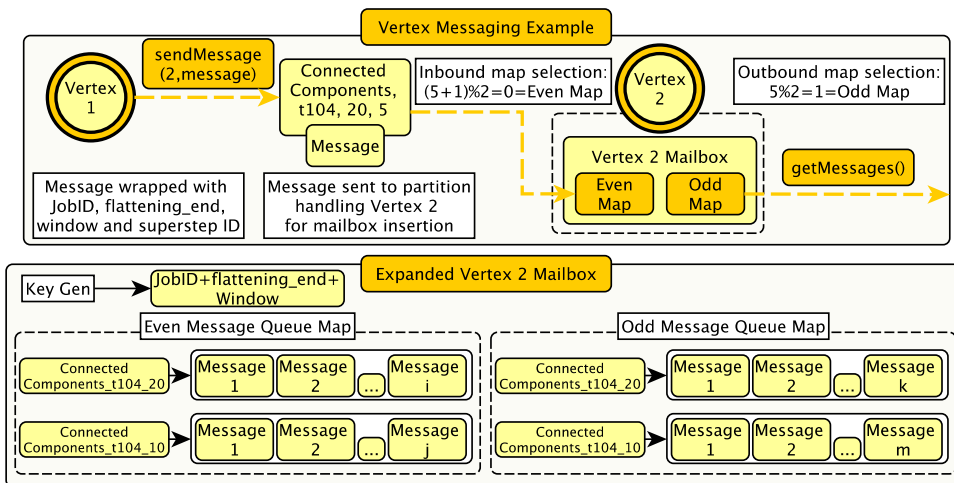 Vertex Messaging Example
Vertex
1
sendMessage
(2,message)
Connected
Components,
t104, 20, 5
Message
Inbound map selection:
(5+1)%2=0=Even Map
Vertex
2
Outbound map selection:
5%2=1=Odd Map
Message wrapped with
JobID, flattening_end,
window and superstep ID
Message sent to partition
handling Vertex 2
for mailbox insertion
Vertex 2 Mailbox
Even
Map
Odd
Map
getMessages()
Expanded Vertex 2 Mailbox
Key Gen
JobID+flattening_end+
Window
Even Message Queue Map
Connected
Components_t104_20
Message
1
Message
2
...
Message
i
Connected
Components_t104_10
Message
1
Message
2
...
Message
j
Odd Message Queue Map
Connected
Components_t104_20
Message
1
Message
2
...
Message
k
Connected
Components_t104_10
Message
1
Message
2
...
Message
m